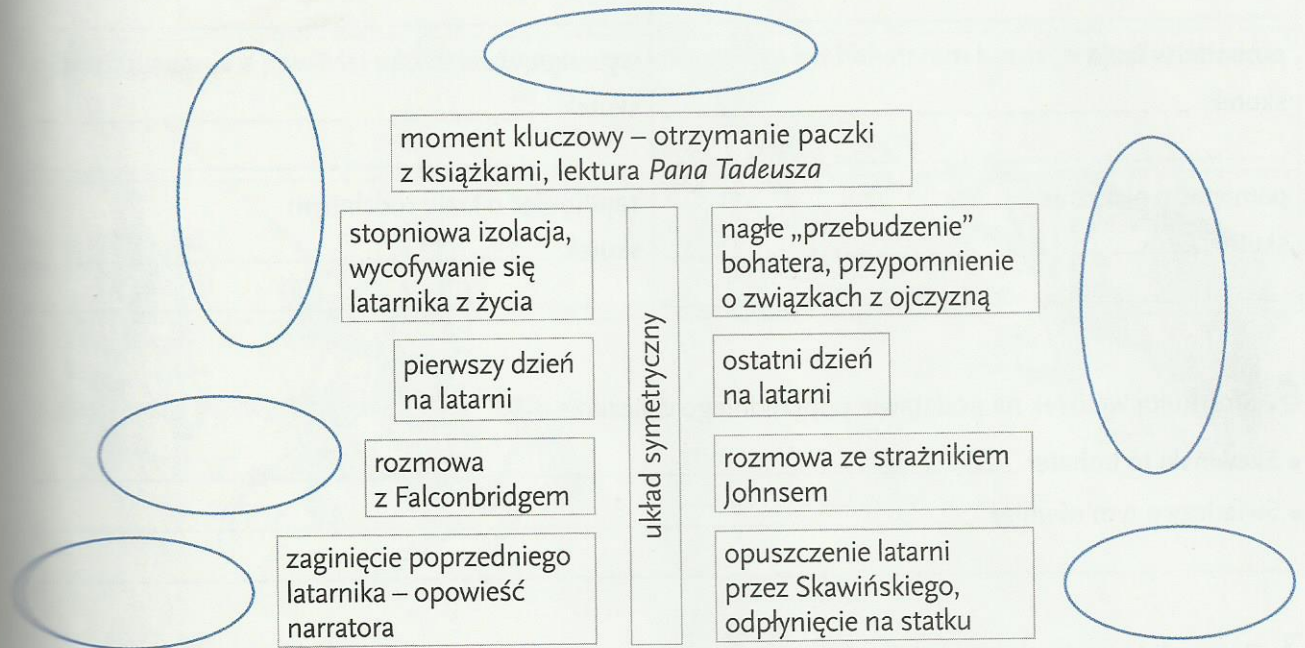 moment kluczowy – otrzymanie paczki
z książkami, lektura Pana Tadeusza
stopniowa izolacja,
wycofywanie się
latarnika z życia
nagłe „przebudzenie”
bohatera, przypomnienie
o związkach z ojczyzną
układ symetryczny
pierwszy dzień
na latarni
ostatni dzień
na latarni
rozmowa
z Falconbridgem
rozmowa ze strażnikiem
Johnsem
zaginięcie poprzedniego
latarnika – opowieść
narratora
opuszczenie latarni
przez Skawińskiego,
odpłynięcie na statku